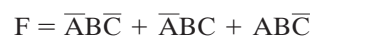 F = A̅BC̅ + A̅BC + ABC̅